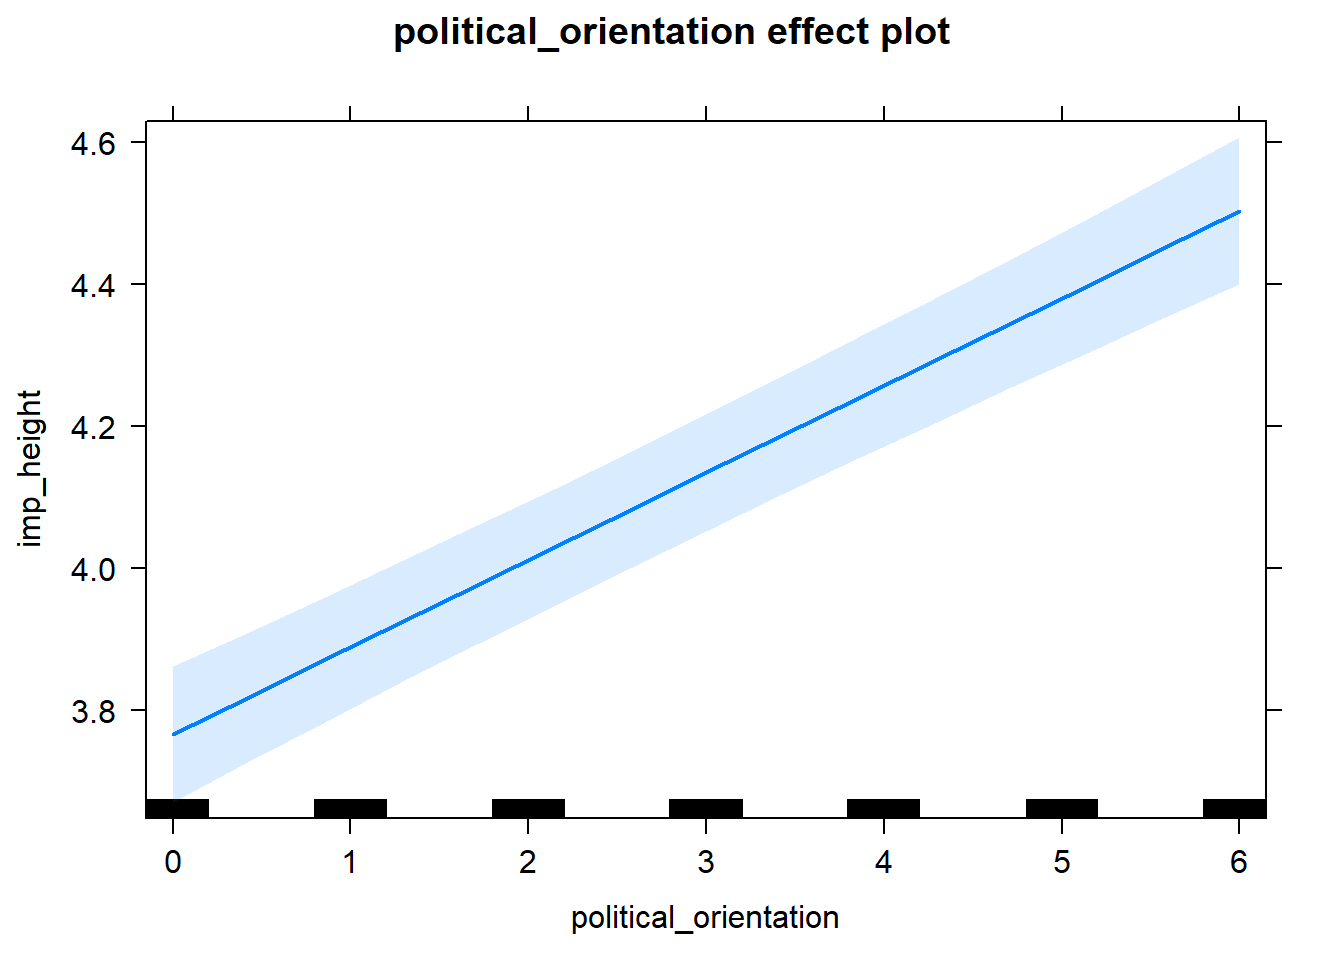 political_orientation effect plot
4.6
4.4
4.2
4.0
3.8
imp_height
0 1 2 3 4 5 6
political_orientation